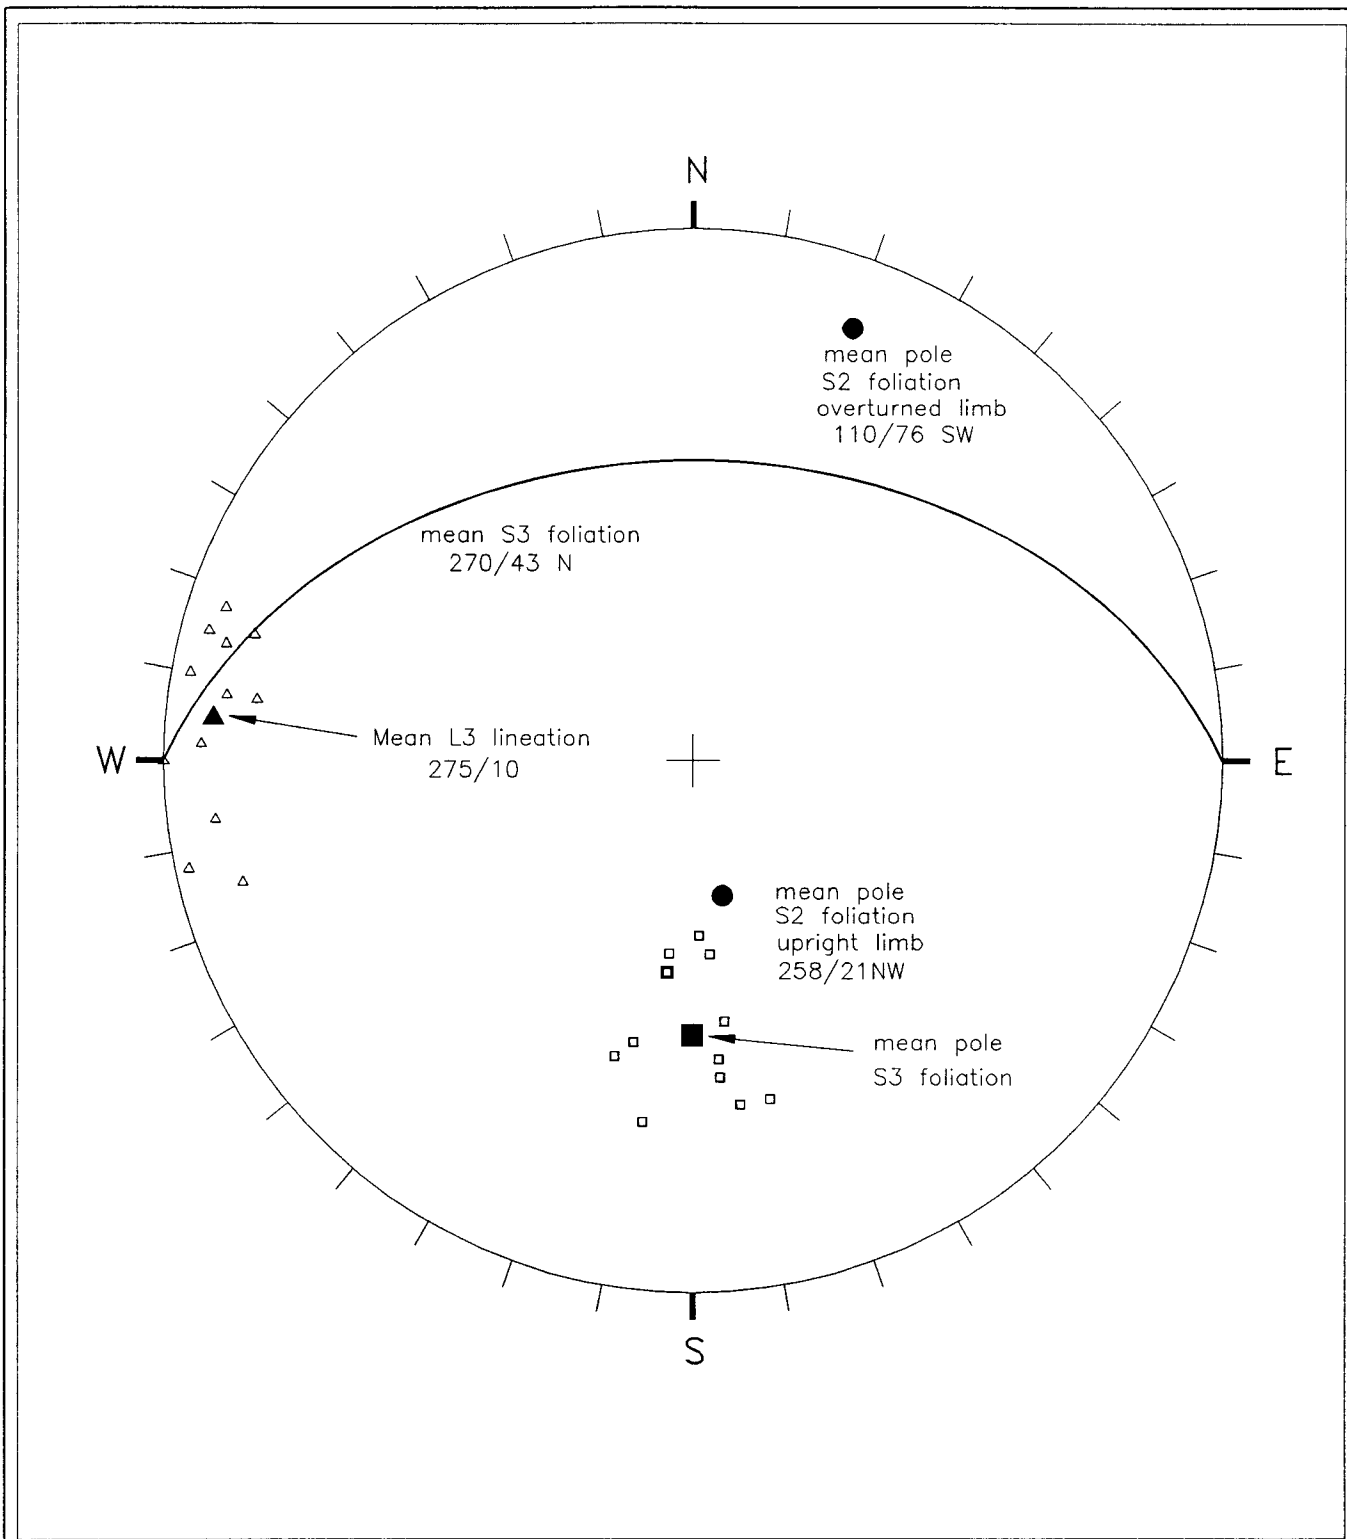 N
mean pole
S2 foliation
overturned limb
110/76 SW
mean S3 foliation
270/43 N
W
Mean L3 lineation
275/10
E
mean pole
S2 foliation
upright limb
258/21NW
mean pole
S3 foliation
S